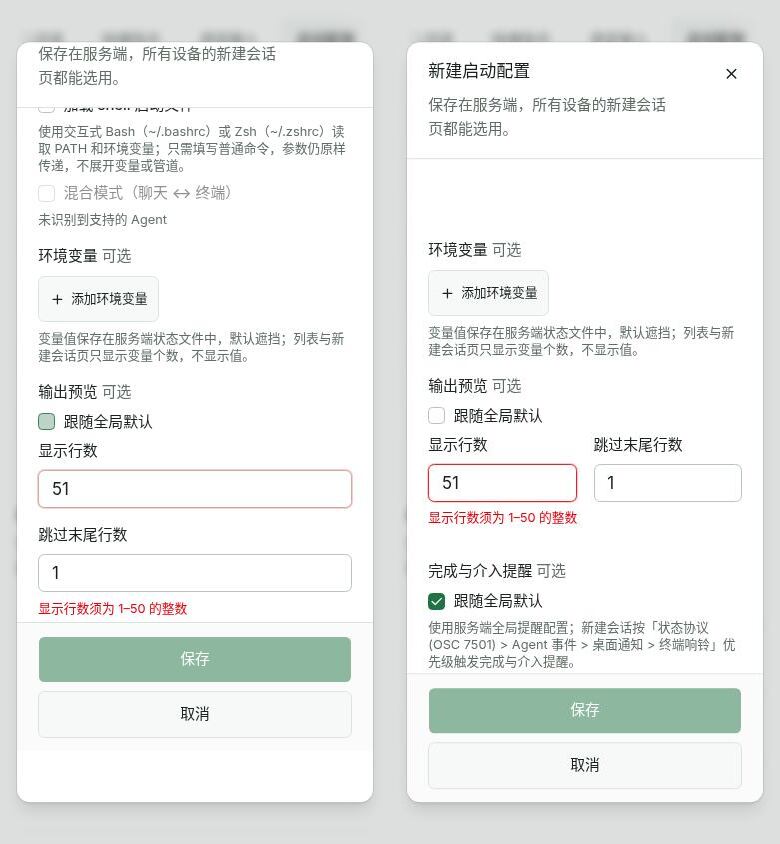 保存在服务端，所有设备的新建会话
页都能选用。
使用交互式 Bash（~/.bashrc）或 Zsh（~/.zshrc）读
取 PATH 和环境变量；只需填写普通命令，参数仍原样
传递，不展开变量或管道。
混合模式（聊天 ↔ 终端）
未识别到支持的 Agent
环境变量 可选
+ 添加环境变量
变量值保存在服务端状态文件中，默认遮挡；列表与新
建会话页只显示变量个数，不显示值。
输出预览 可选
跟随全局默认
显示行数
51
跳过末尾行数
1
显示行数须为 1–50 的整数
保存
取消
新建启动配置
保存在服务端，所有设备的新建会话
页都能选用。
环境变量 可选
+ 添加环境变量
变量值保存在服务端状态文件中，默认遮挡；列表与新
建会话页只显示变量个数，不显示值。
输出预览 可选
跟随全局默认
显示行数 跳过末尾行数
51 1
显示行数须为 1–50 的整数
完成与介入提醒 可选
跟随全局默认
使用服务端全局提醒配置；新建会话按「状态协议
(OSC 7501) > Agent 事件 > 桌面通知 > 终端响铃」优
先级触发完成与介入提醒。
保存
取消